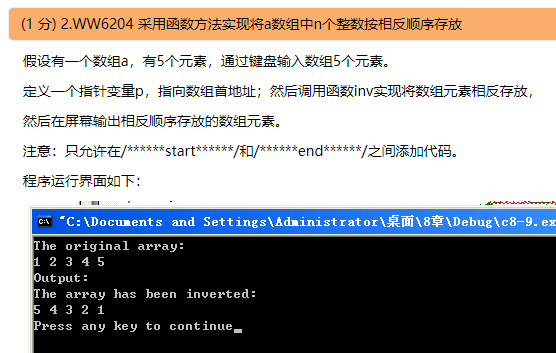 (1 分) 2.WW6204 采用函数方法实现将a数组中n个整数按相反顺序存放
假设有一个数组a，有5个元素，通过键盘输入数组5个元素。
定义一个指针变量p，指向数组首地址；然后调用函数inv实现将数组元素相反存放，
然后在屏幕输出相反顺序存放的数组元素。
注意：只允许在/******start******/和/******end******/之间添加代码。
程序运行界面如下：
"C:\Documents and Settings\Administrator\桌面\8章\Debug\c8-9.ex
The original array:
1 2 3 4 5
Output:
The array has been inverted:
5 4 3 2 1
Press any key to continue_